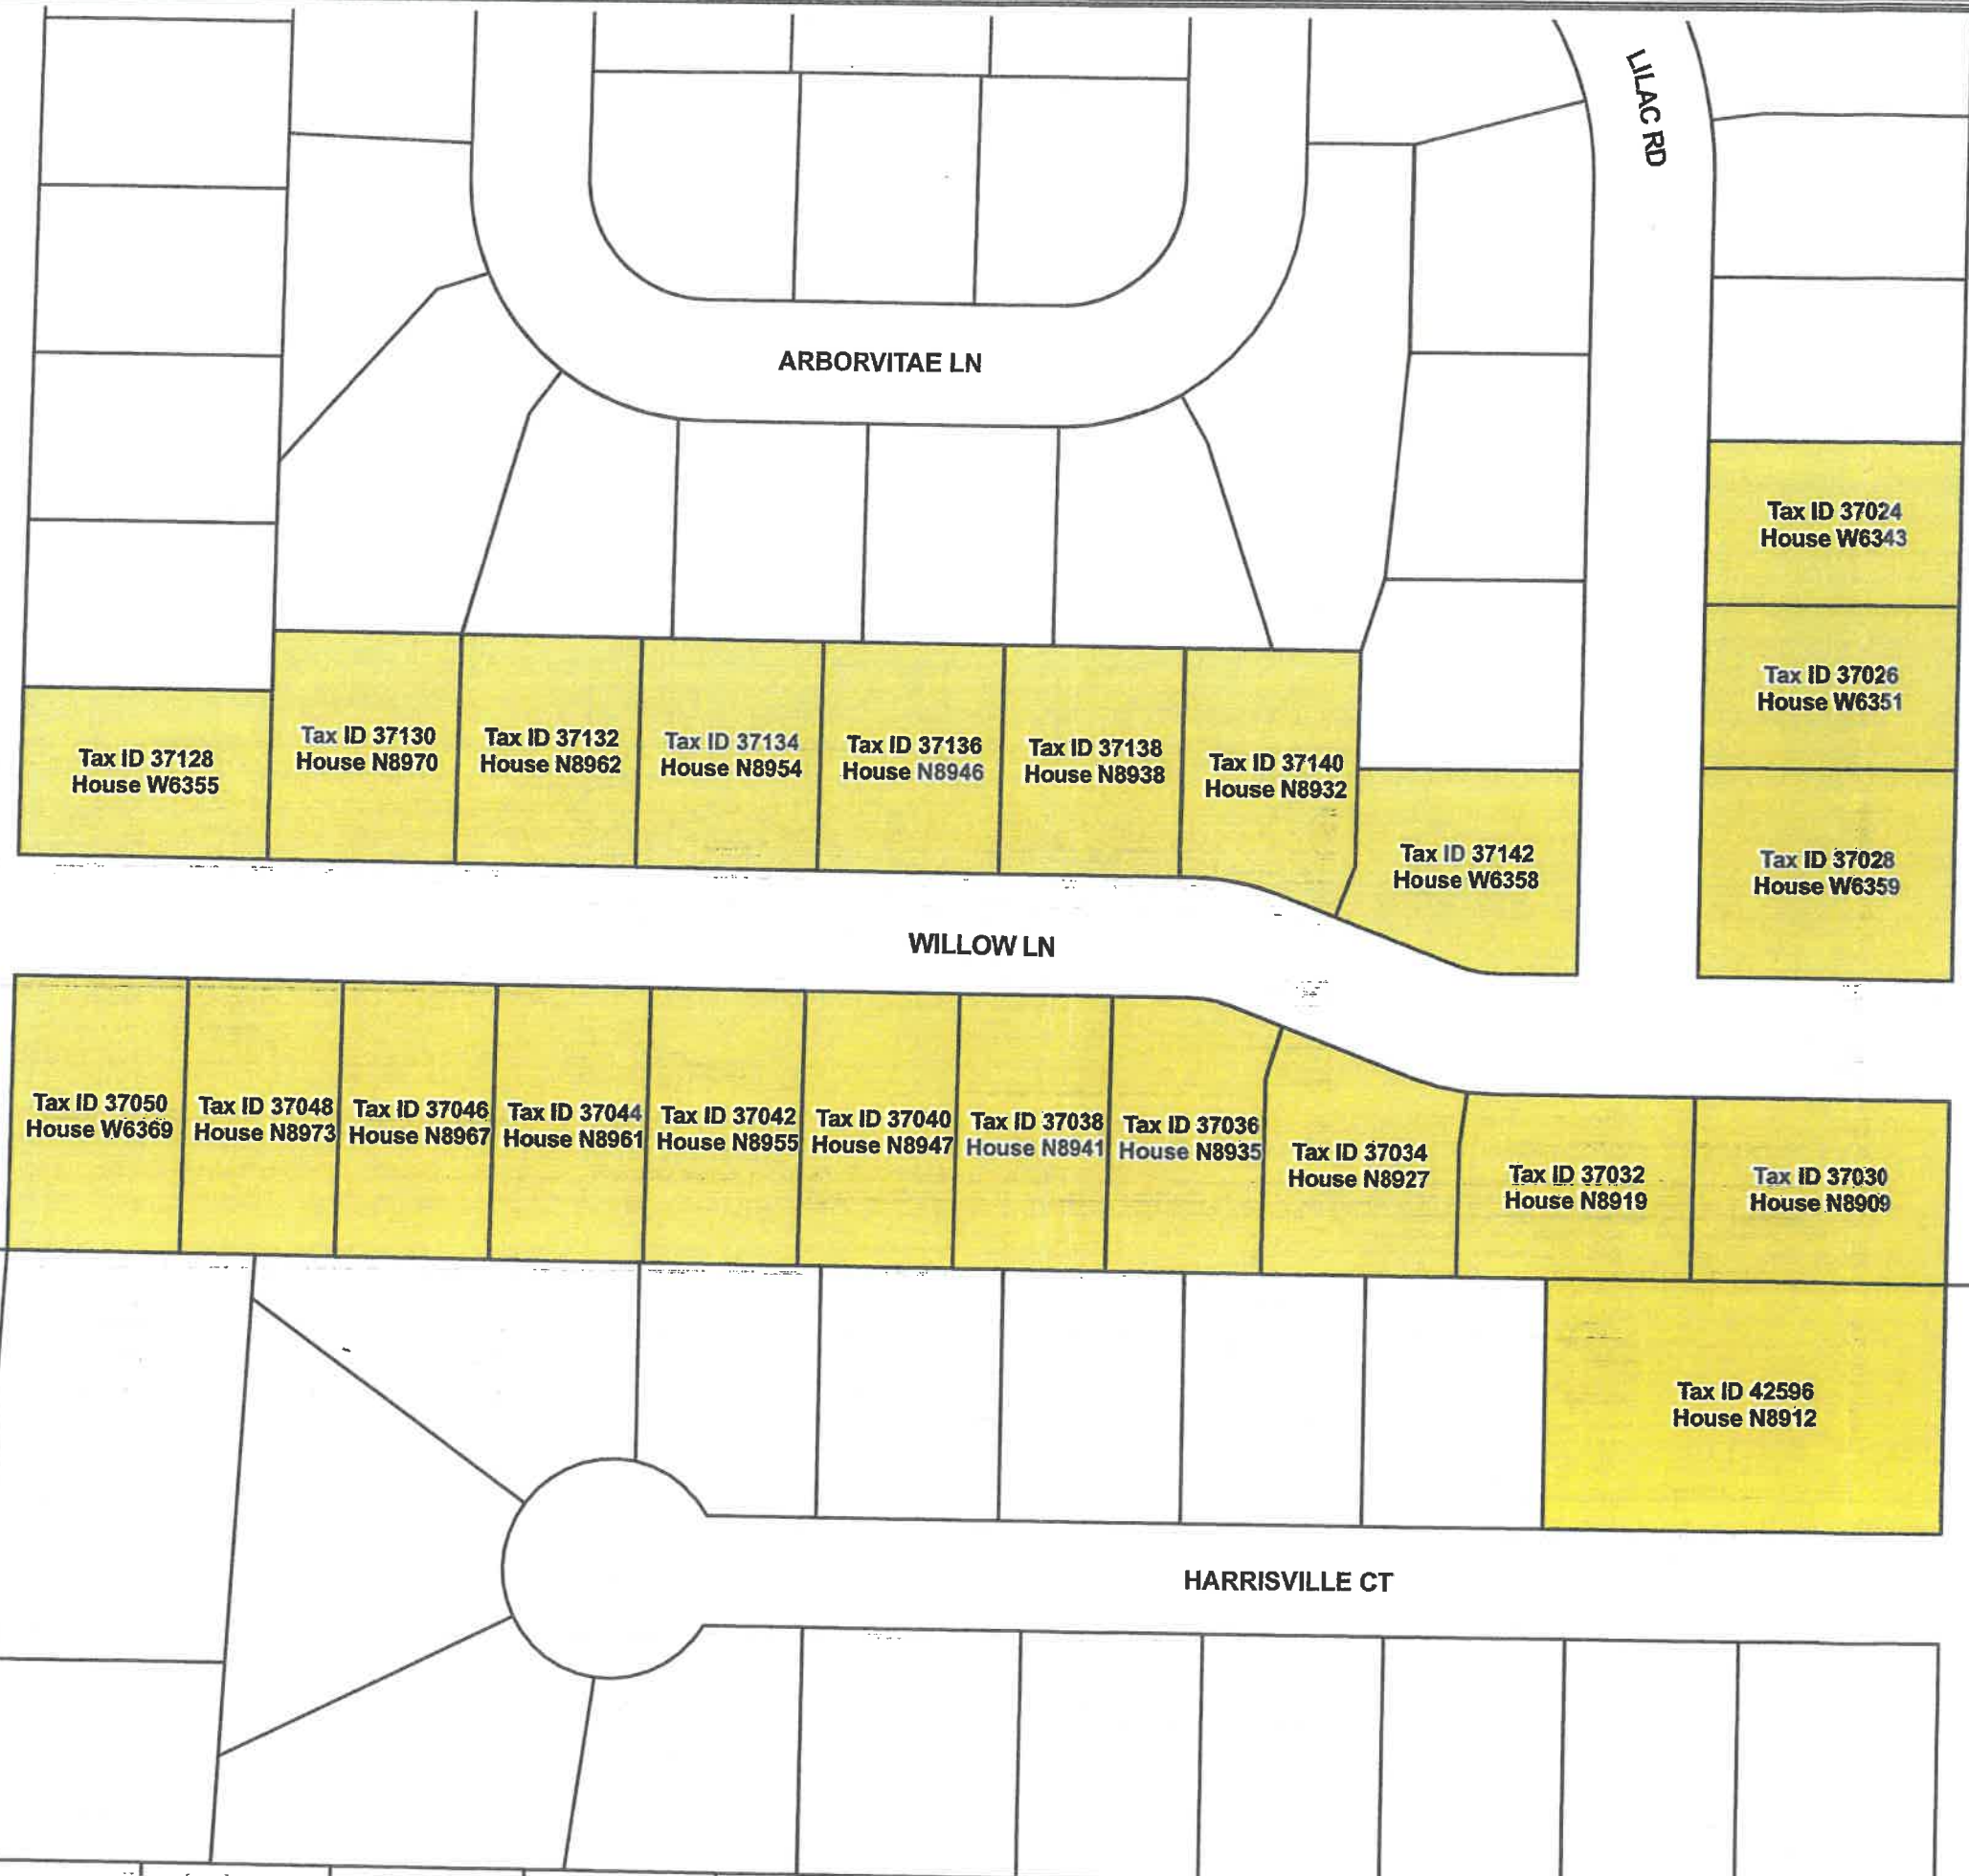 LILAC RD
ARBORVITAE LN
Tax ID 37024
House W6343
Tax ID 37026
House W6351
Tax ID 37028
House W6359
Tax ID 37128
House W6355
Tax ID 37130
House N8970
Tax ID 37132
House N8962
Tax ID 37134
House N8954
Tax ID 37136
House N8946
Tax ID 37138
House N8938
Tax ID 37140
House N8932
Tax ID 37142
House W6358
WILLOW LN
Tax ID 37050
House W6369
Tax ID 37048
House N8973
Tax ID 37046
House N8967
Tax ID 37044
House N8961
Tax ID 37042
House N8955
Tax ID 37040
House N8947
Tax ID 37038
House N8941
Tax ID 37036
House N8935
Tax ID 37034
House N8927
Tax ID 37032
House N8919
Tax ID 37030
House N8909
Tax ID 42596
House N8912
HARRISVILLE CT